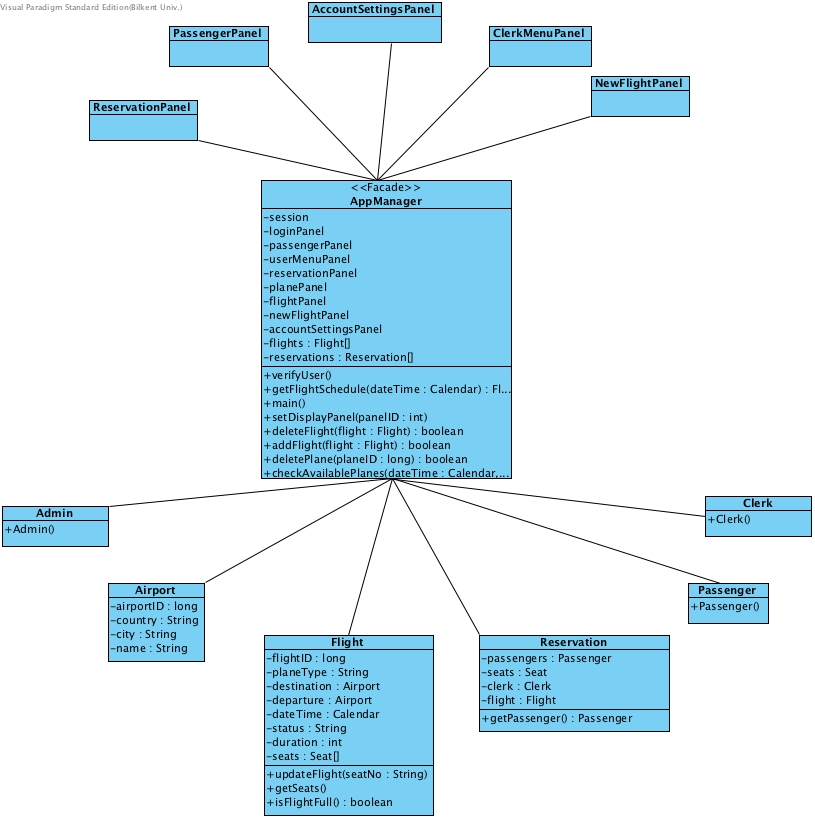 Visual Paradigm Standard Edition(Bilkent Univ.)
AccountSettingsPanel
PassengerPanel
ClerkMenuPanel
NewFlightPanel
ReservationPanel
<<Facade>>
AppManager
-session
-loginPanel
-passengerPanel
-userMenuPanel
-reservationPanel
-planePanel
-flightPanel
-newFlightPanel
-accountSettingsPanel
-flights : Flight[]
-reservations : Reservation[]
+verifyUser()
+getFlightSchedule(dateTime : Calendar) : Fl...
+main()
+setDisplayPanel(panelID : int)
+deleteFlight(flight : Flight) : boolean
+addFlight(flight : Flight) : boolean
+deletePlane(planeID : long) : boolean
+checkAvailablePlanes(dateTime : Calendar,...
Admin
+Admin()
Clerk
+Clerk()
Airport
-airportID : long
-country : String
-city : String
-name : String
Passenger
+Passenger()
Flight
-flightID : long
-planeType : String
-destination : Airport
-departure : Airport
-dateTime : Calendar
-status : String
-duration : int
-seats : Seat[]
+updateFlight(seatNo : String)
+getSeats()
+isFlightFull() : boolean
Reservation
-passengers : Passenger
-seats : Seat
-clerk : Clerk
-flight : Flight
+getPassenger() : Passenger